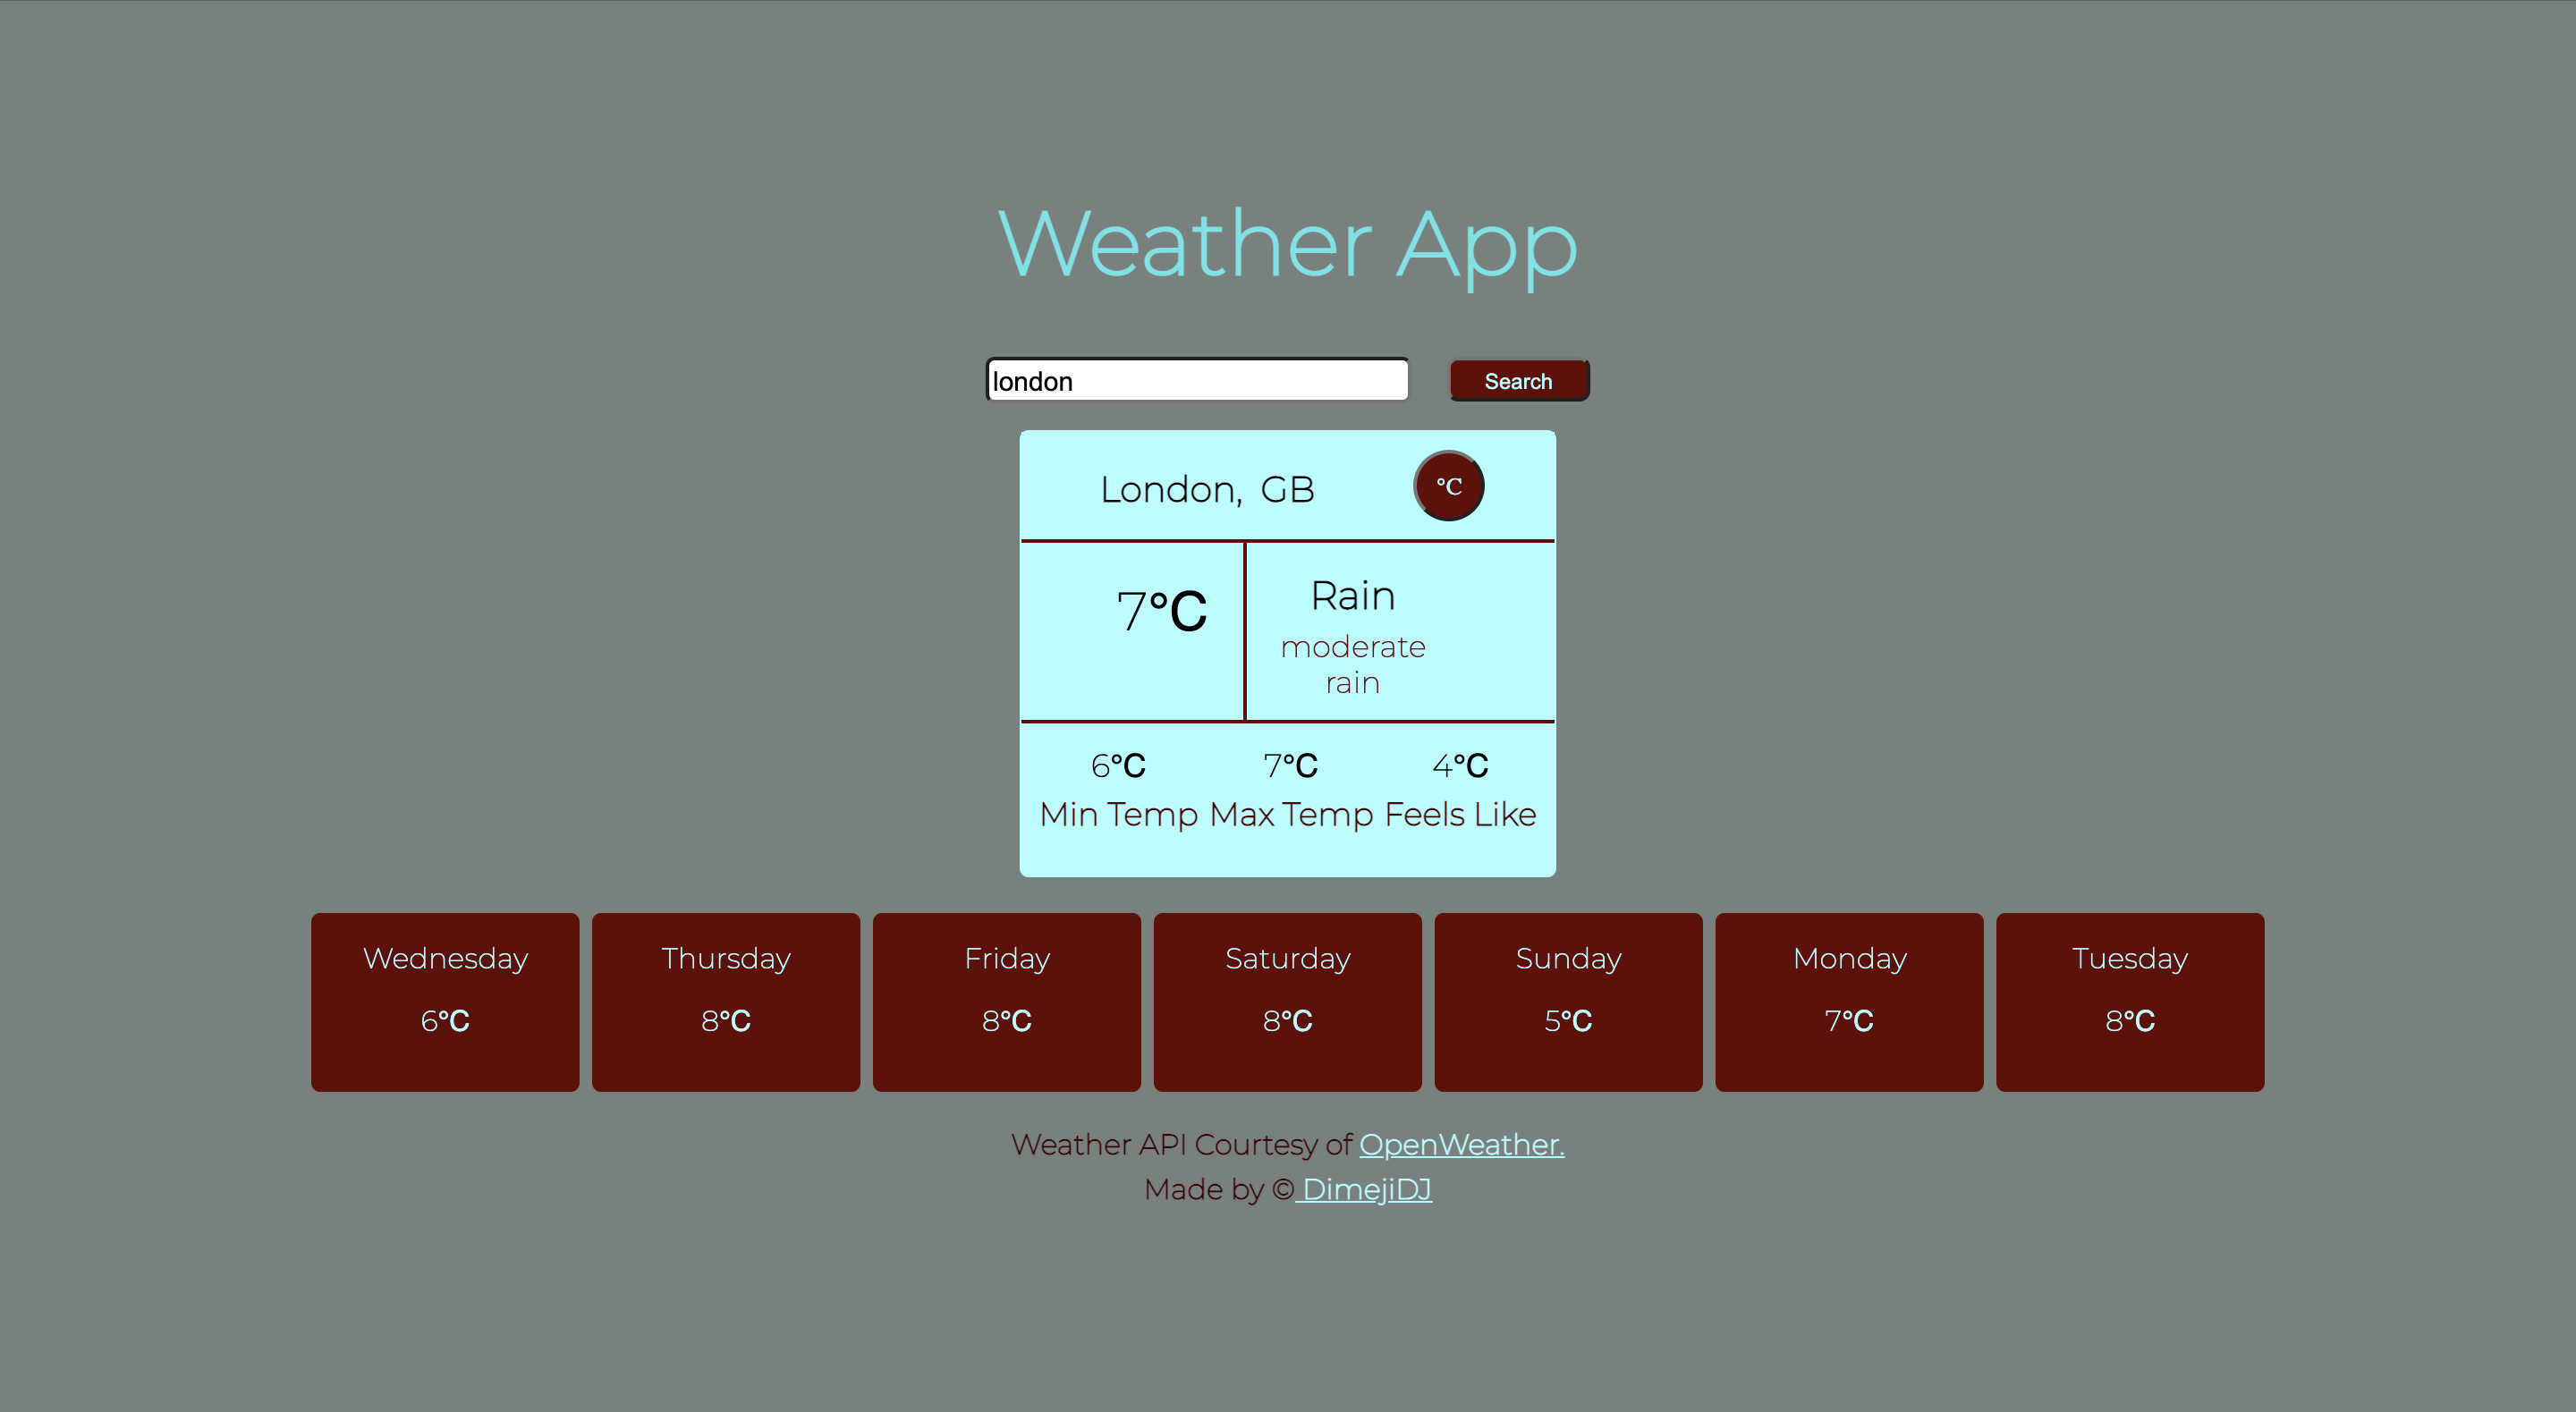 Weather App
london
Search
London, GB
°C
7°C
Rain
moderate
rain
6°C 7°C 4°C
Min Temp Max Temp Feels Like
Wednesday Thursday Friday Saturday Sunday Monday Tuesday
6°C 8°C 8°C 8°C 5°C 7°C 8°C
Weather API Courtesy of OpenWeather.
Made by © DimejiDJ